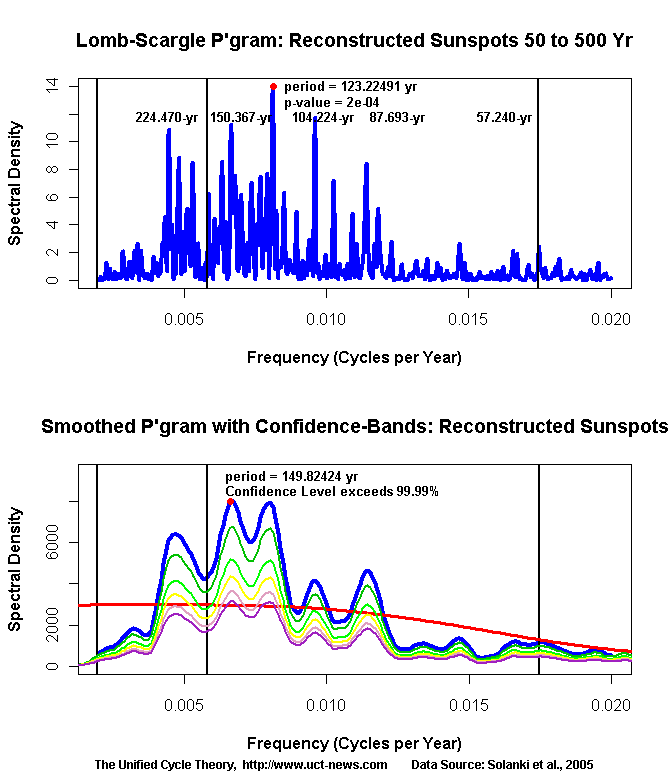 Lomb-Scargle P'gram: Reconstructed Sunspots 50 to 500 Yr
period = 123.22491 yr
p-value = 2e-04
224.470-yr 150.367-yr 104.224-yr 87.693-yr 57.240-yr
14
10
8
6
4
2
0
Spectral Density
0.005 0.010 0.015 0.020
Frequency (Cycles per Year)
Smoothed P'gram with Confidence-Bands: Reconstructed Sunspots
period = 149.82424 yr
Confidence Level exceeds 99.99%
6000
2000
0
Spectral Density
0.005 0.010 0.015 0.020
Frequency (Cycles per Year)
The Unified Cycle Theory, http://www.uct-news.com Data Source: Solanki et al., 2005